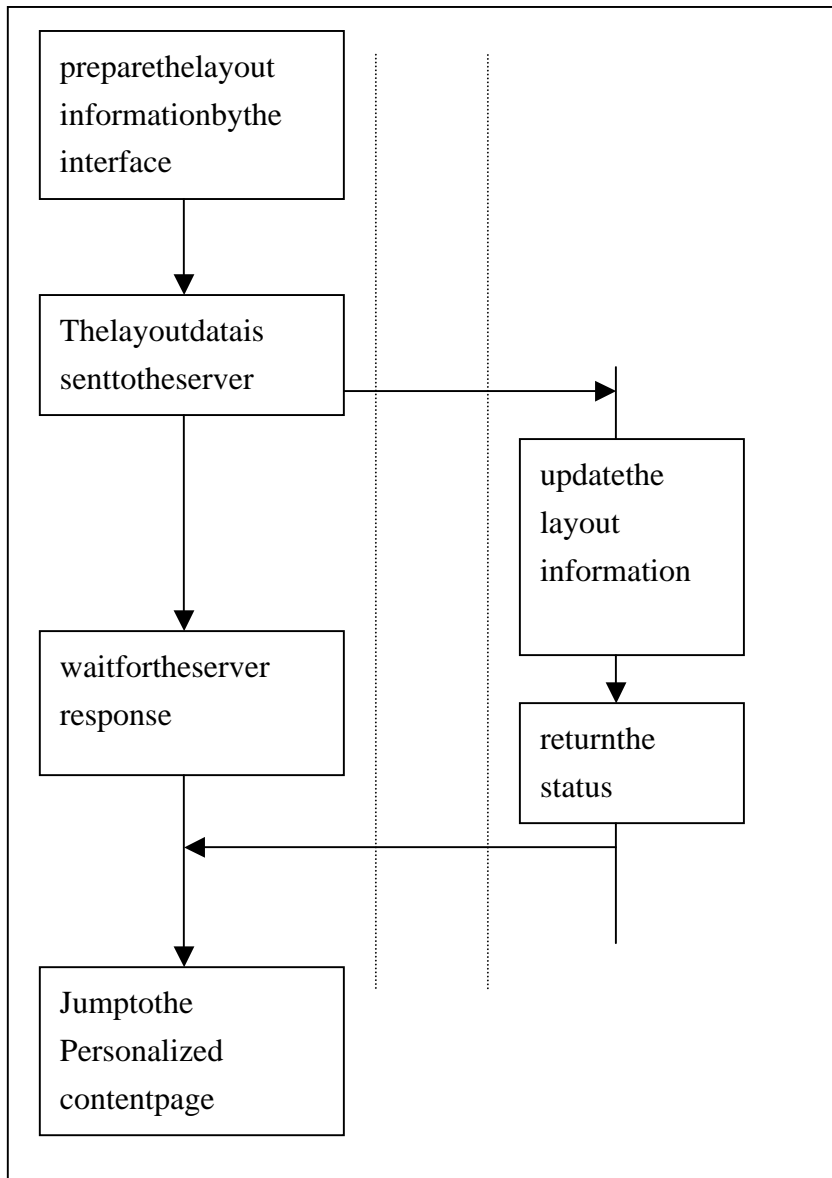 preparethelayout
informationbythe
interface
Thelayoutdatais
senttotheserver
updatethe
layout
information
waitfortheserver
response
returnthe
status
Jumptothe
Personalized
contentpage